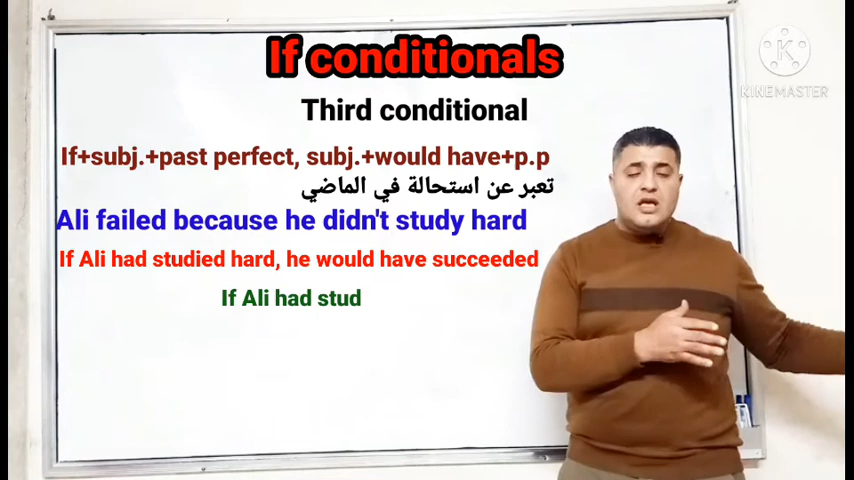 If conditionals
K
KINEMASTER
Third conditional
If+subj.+past perfect, subj.+would have+p.p
تعبر عن استحالة في الماضي
Ali failed because he didn't study hard
If Ali had studied hard, he would have succeeded
If Ali had stud